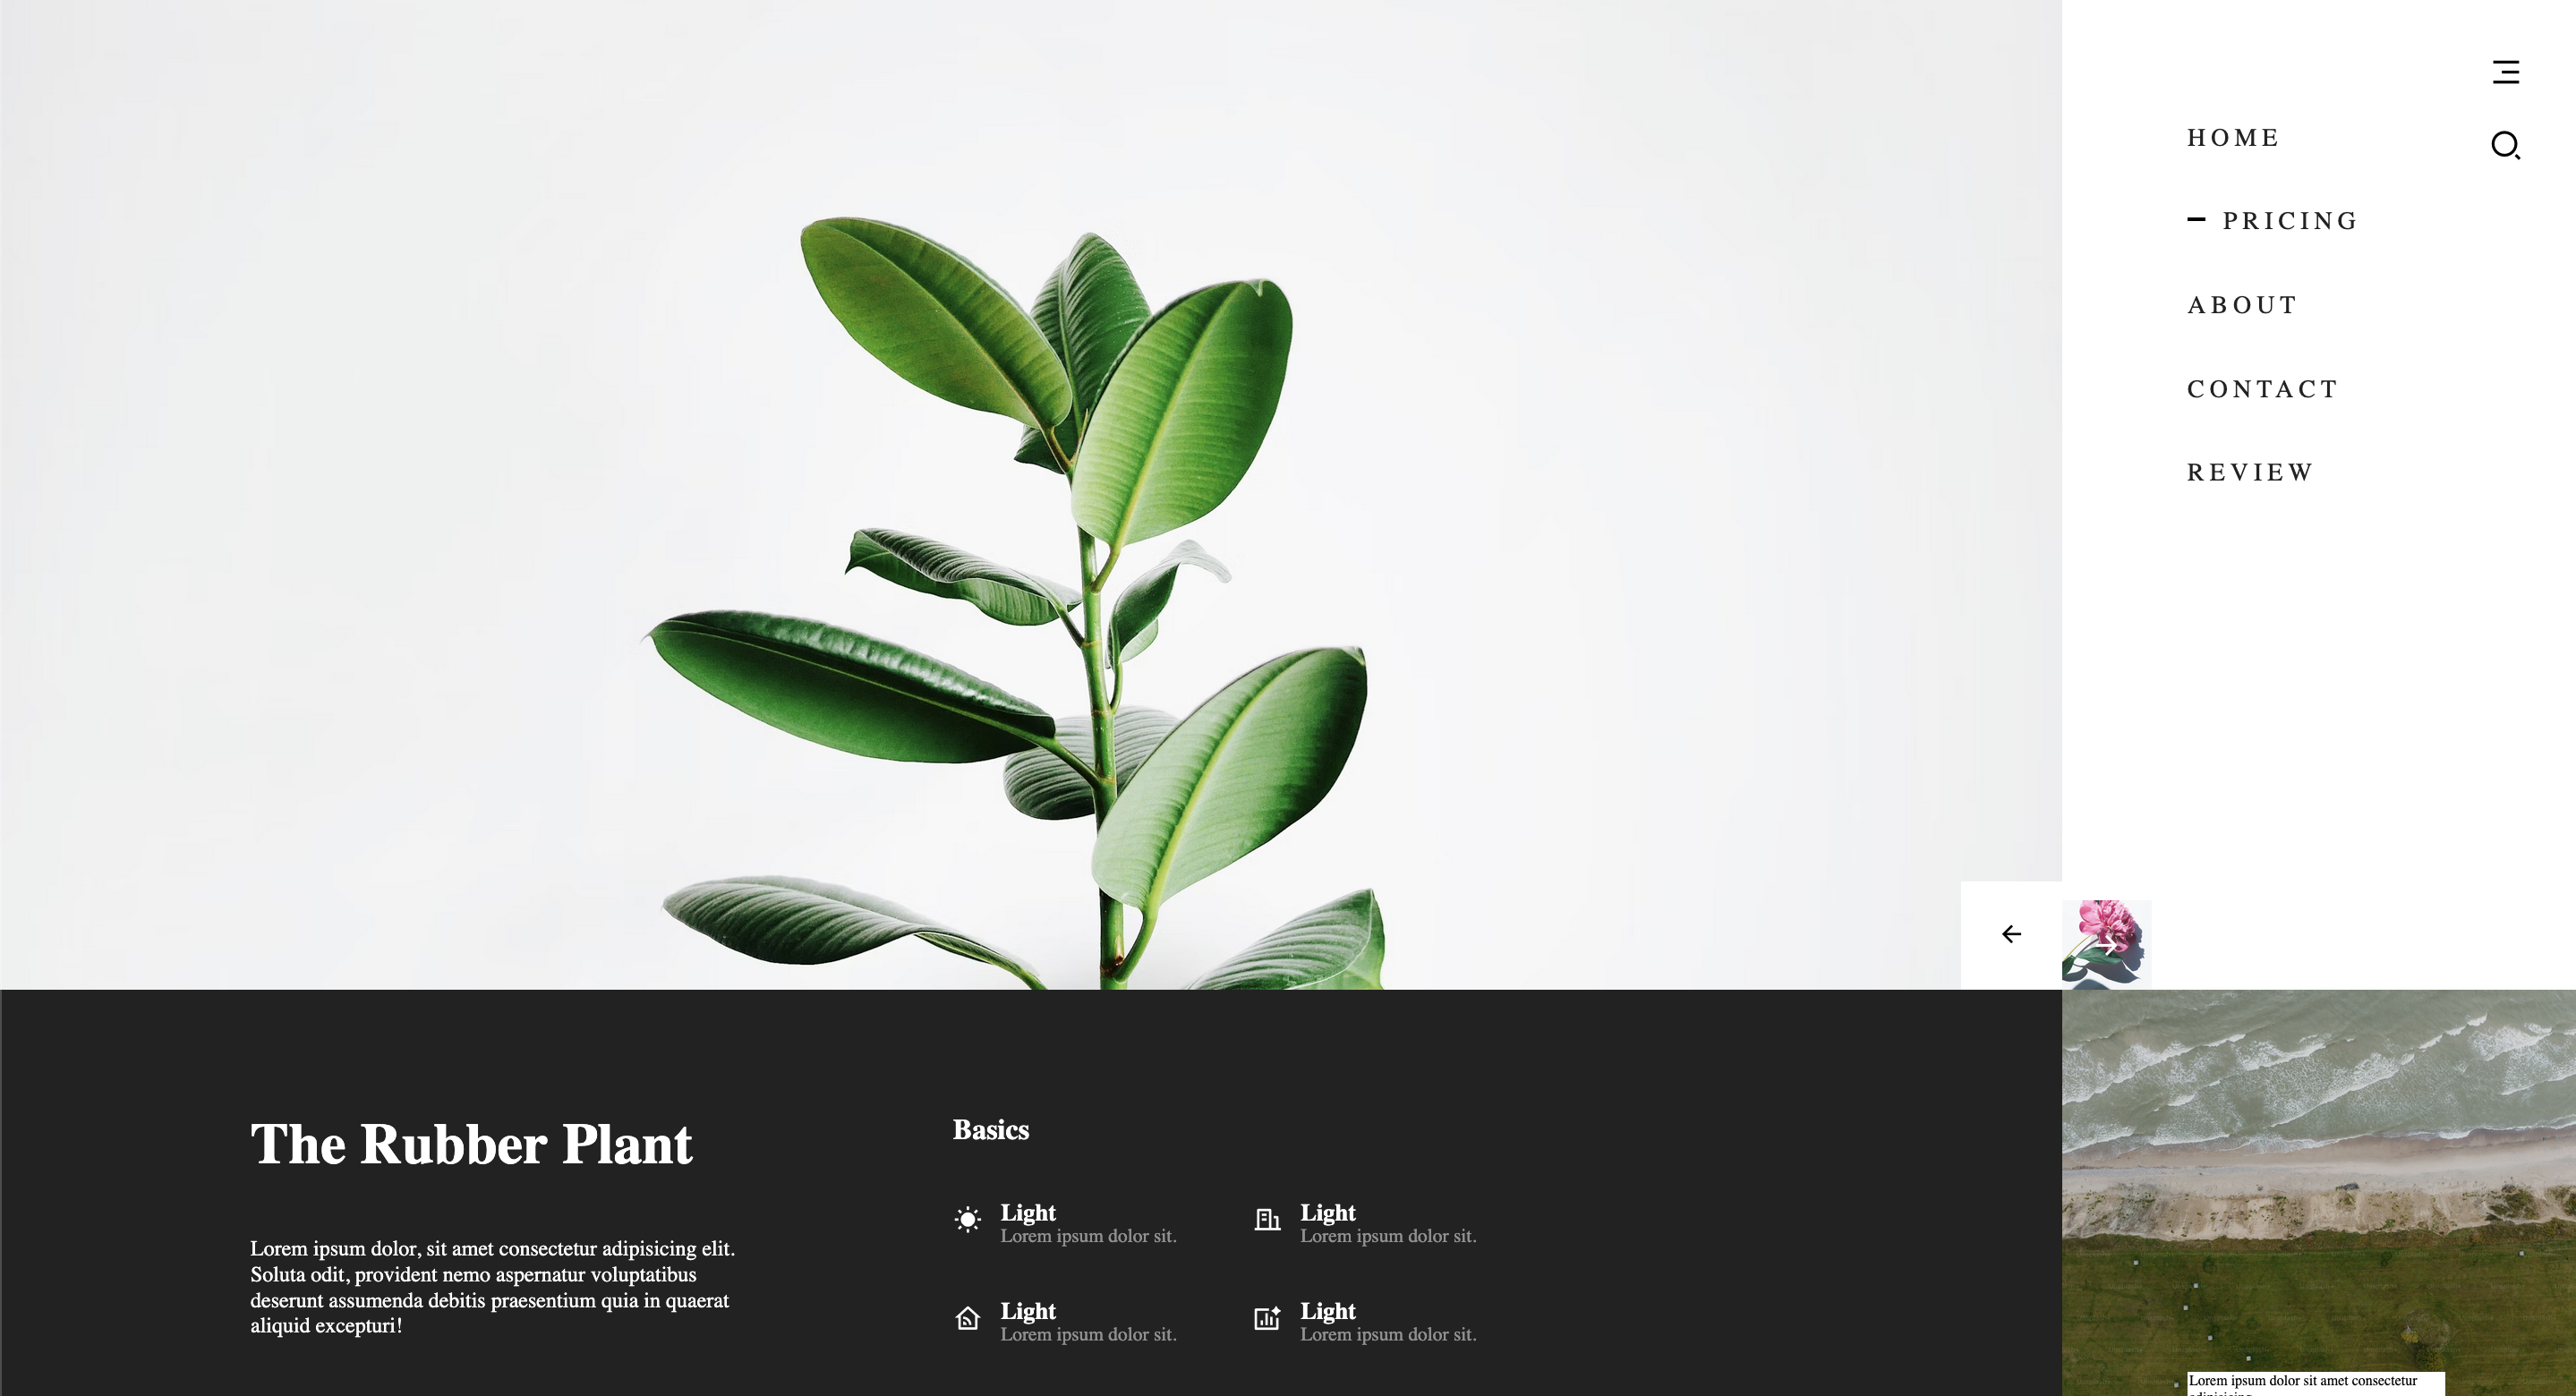 HOME
PRICING
ABOUT
CONTACT
REVIEW
The Rubber Plant
Lorem ipsum dolor, sit amet consectetur adipisicing elit.
Soluta odit, provident nemo aspernatur voluptatibus
deserunt assumenda debitis praesentium quia in quaerat
aliquid excepturi!
Basics
Light
Lorem ipsum dolor sit.
Light
Lorem ipsum dolor sit.
Light
Lorem ipsum dolor sit.
Light
Lorem ipsum dolor sit.
Lorem ipsum dolor sit amet consectetur